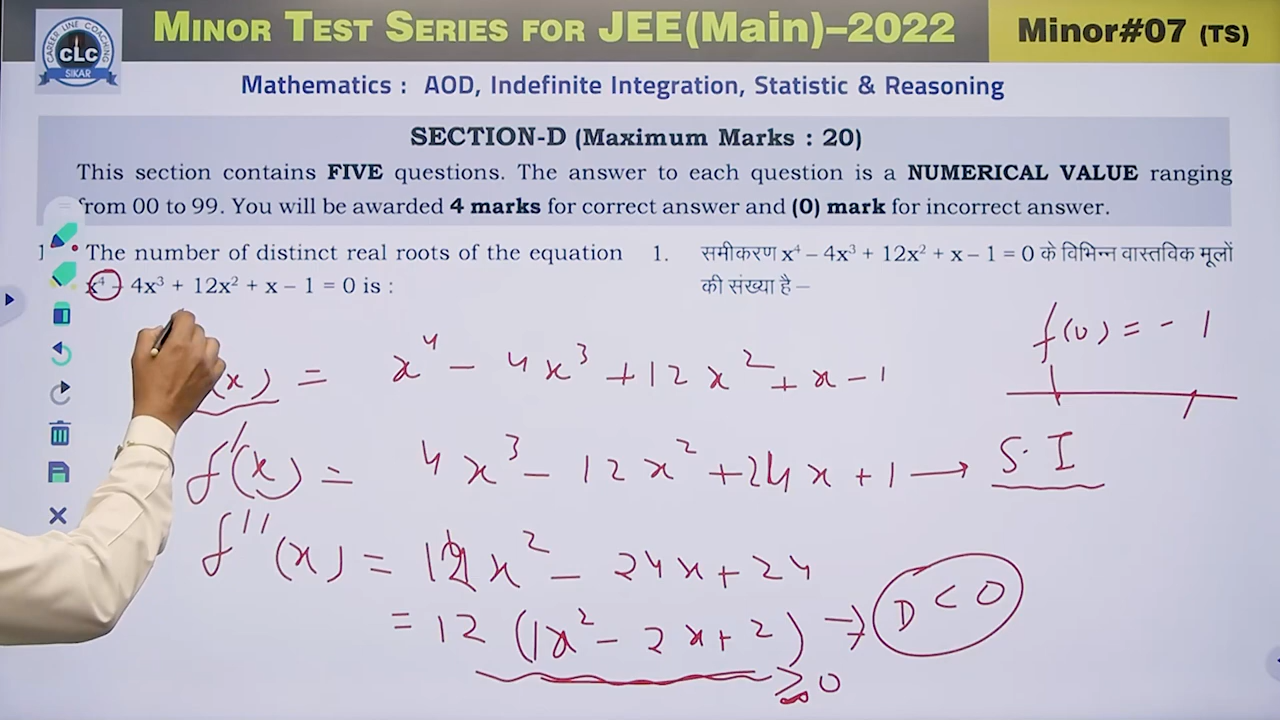 MINOR TEST SERIES FOR JEE(Main)–2022
Minor#07 (TS)
CAREER LINE COACHING
CLC
SIKAR
Mathematics : AOD, Indefinite Integration, Statistic & Reasoning
SECTION-D (Maximum Marks : 20)
This section contains FIVE questions. The answer to each question is a NUMERICAL VALUE ranging
from 00 to 99. You will be awarded 4 marks for correct answer and (0) mark for incorrect answer.
The number of distinct real roots of the equation
x⁴ – 4x³ + 12x² + x – 1 = 0 is :
1. समीकरण x⁴ – 4x³ + 12x² + x – 1 = 0 के विभिन्न वास्तविक मूलों
की संख्या है –
f(0) = - 1
(x) = x⁴ - 4x³ + 12x² + x - 1
f'(x) = 4x³ - 12x² + 24x + 1 → S.I
f''(x) = 12x² - 24x + 24
= 12 (1x² - 2x + 2) → D < 0
≥ 0